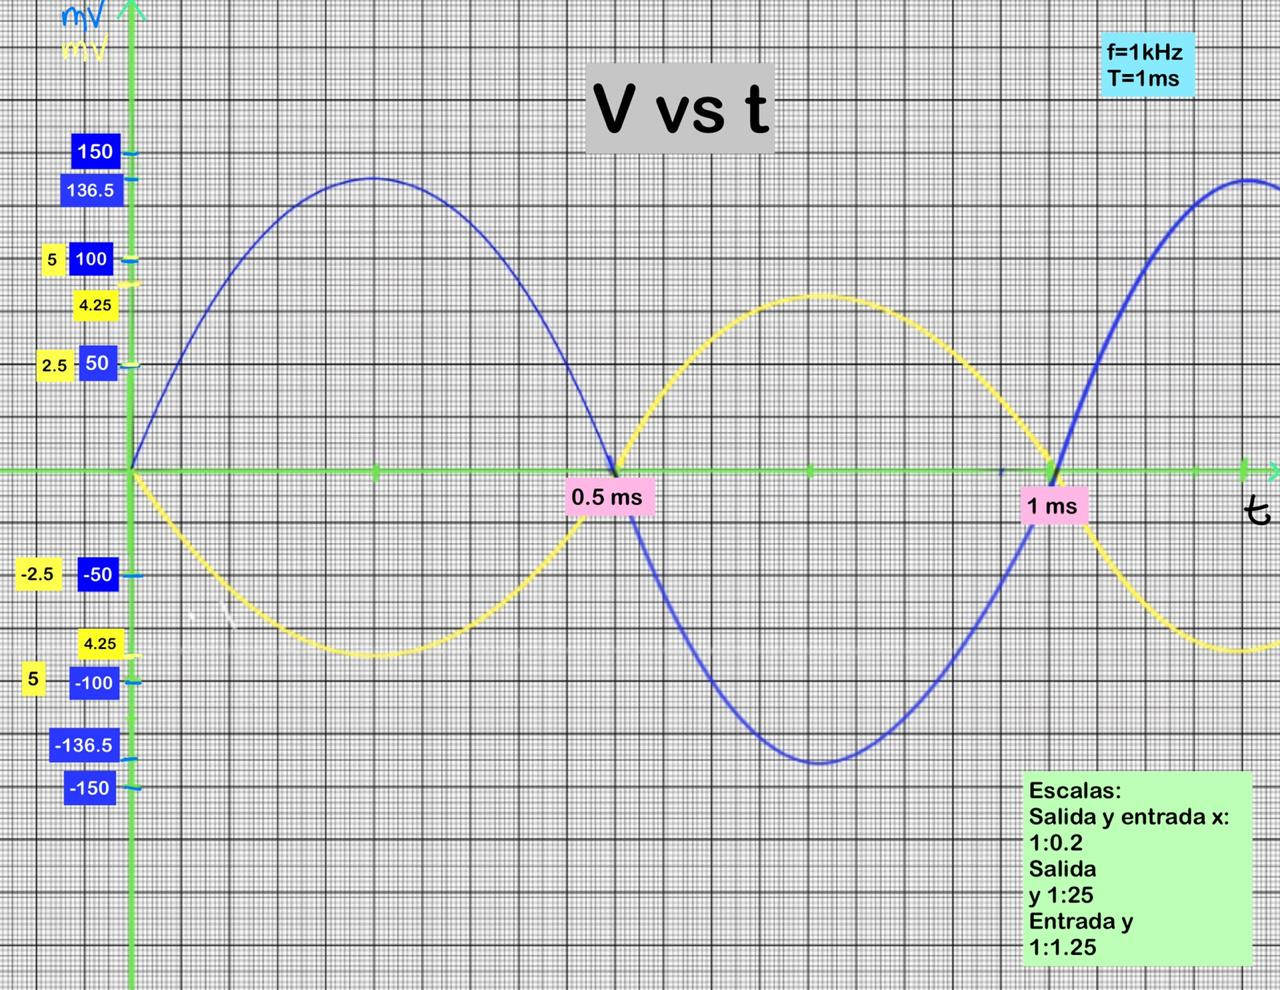 mV
mV
V vs t
f=1kHz
T=1ms
150
136.5
5 100
4.25
2.5 50
0.5 ms
1 ms
t
-2.5 -50
4.25
5 -100
-136.5
-150
Escalas:
Salida y entrada x:
1:0.2
Salida
y 1:25
Entrada y
1:1.25